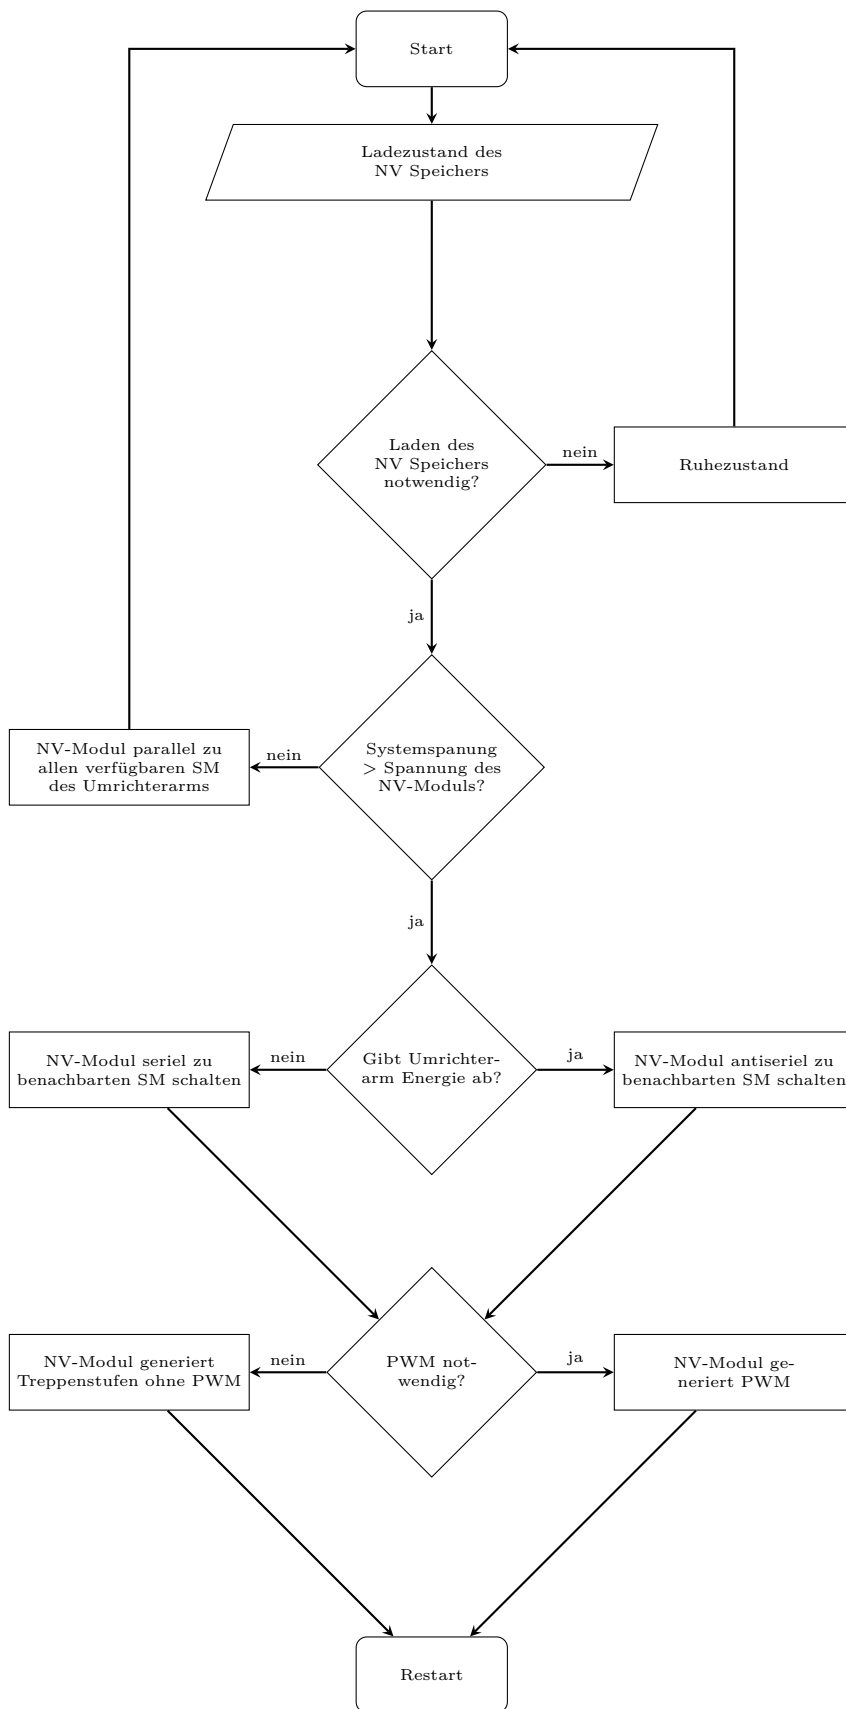 Start
Ladezustand des
NV Speichers
Laden des
NV Speichers
notwendig?
nein
Ruhezustand
ja
NV-Modul parallel zu
allen verfügbaren SM
des Umrichterarms
nein
Systemspanung
> Spannung des
NV-Moduls?
ja
NV-Modul seriel zu
benachbarten SM schalten
nein
Gibt Umrichter-
arm Energie ab?
ja
NV-Modul antiseriel zu
benachbarten SM schalten
NV-Modul generiert
Treppenstufen ohne PWM
nein
PWM not-
wendig?
ja
NV-Modul ge-
neriert PWM
Restart